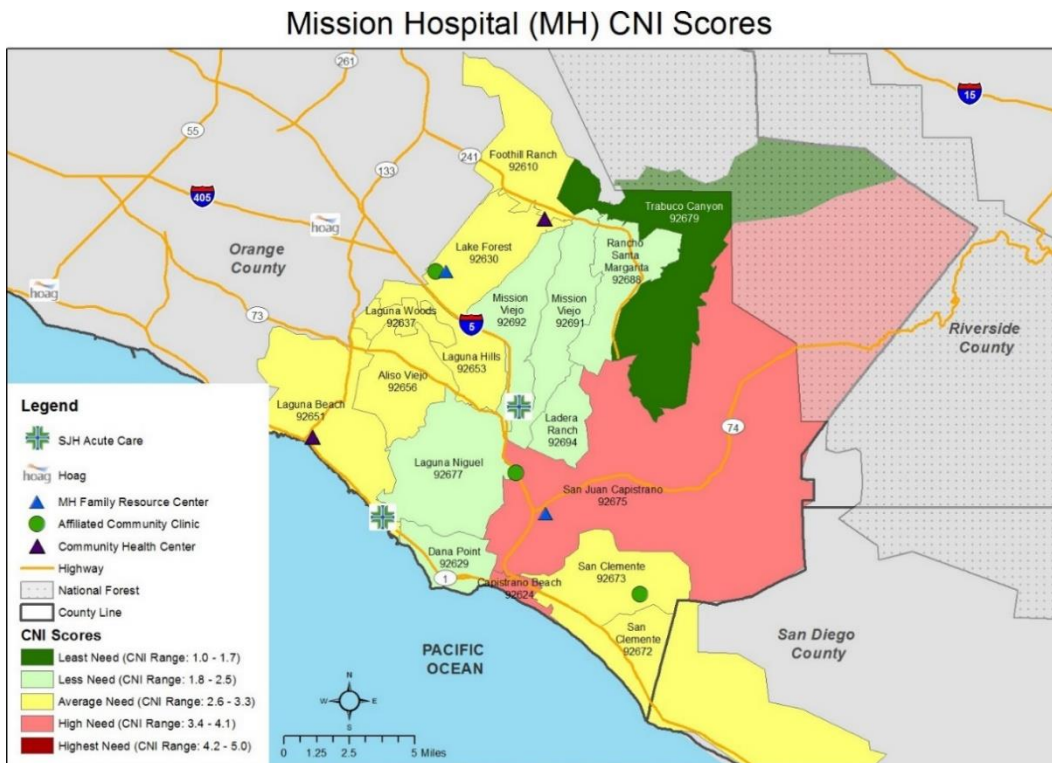 Mission Hospital (MH) CNI Scores
261
15
55
241
Foothill Ranch
92610
133
405
Trabuco Canyon
92679
hoag
Orange
County
Lake Forest
92630
Rancho
Santa
Marganta
92688
hoag
73
Laguna Woods
92637
5
Mission
Viejo
92692
Mission
Viejo
92691
Riverside
County
Laguna Hills
92653
Aliso Viejo
92656
Laguna Beach
92651
Ladera
Ranch
92694
74
Laguna Niguel
92677
San Juan Capistrano
92675
Dana Point
92629
1
Capistrano Beach
92624
San Clemente
92673
San
Clemente
92672
San Diego
County
PACIFIC
OCEAN
Legend
SJH Acute Care
hoag
Hoag
MH Family Resource Center
Affiliated Community Clinic
Community Health Center
Highway
National Forest
County Line
CNI Scores
Least Need (CNI Range: 1.0 - 1.7)
Less Need (CNI Range: 1.8 - 2.5)
Average Need (CNI Range: 2.6 - 3.3)
High Need (CNI Range: 3.4 - 4.1)
Highest Need (CNI Range: 4.2 - 5.0)
N
W E
S
0 1.25 2.5 5 Miles